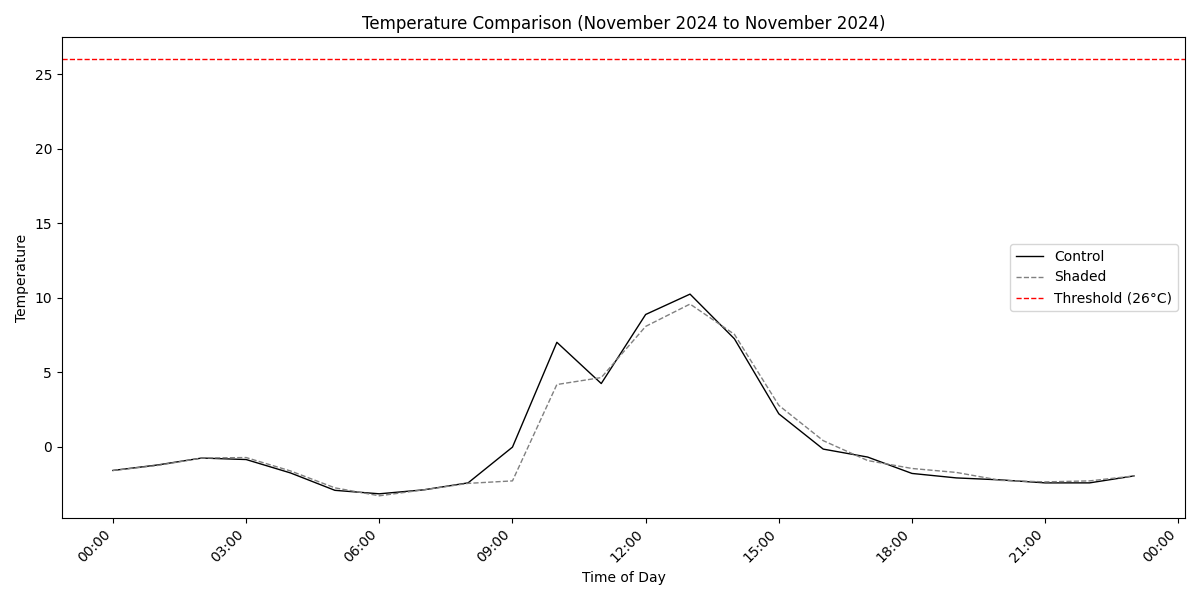 Temperature Comparison (November 2024 to November 2024)
Temperature
25
20
15
10
5
0
Control
Shaded
Threshold (26°C)
00:00
03:00
06:00
09:00
12:00
15:00
18:00
21:00
00:00
Time of Day